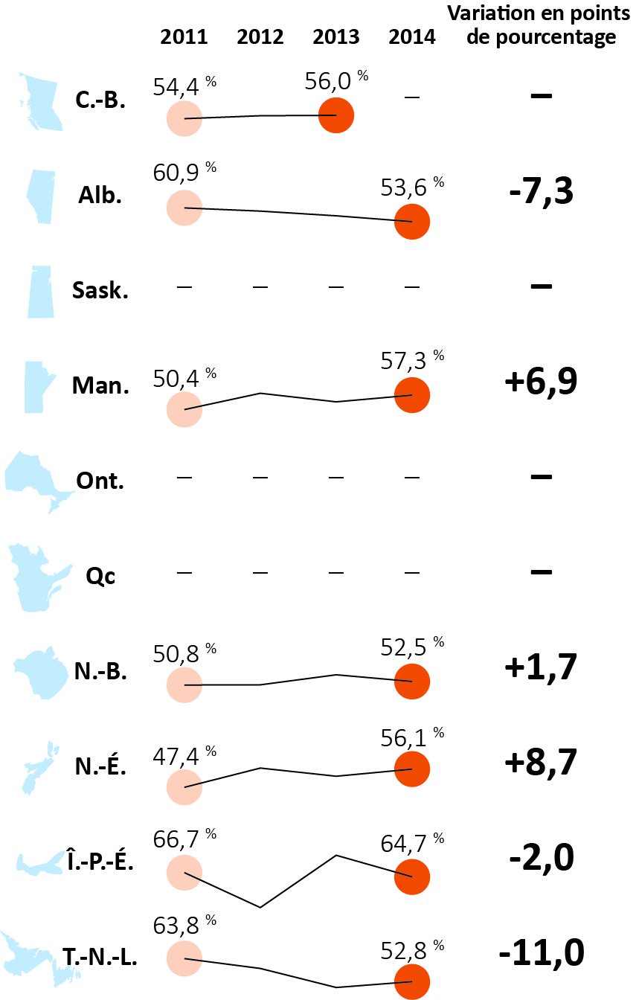 Variation en points
2011 2012 2013 2014 de pourcentage
C.-B. 54,4 % 56,0 % – –
Alb. 60,9 % 53,6 % -7,3
Sask. – – – – –
Man. 50,4 % 57,3 % +6,9
Ont. – – – – –
Qc – – – – –
N.-B. 50,8 % 52,5 % +1,7
N.-É. 47,4 % 56,1 % +8,7
Î.-P.-É. 66,7 % 64,7 % -2,0
T.-N.-L. 63,8 % 52,8 % -11,0